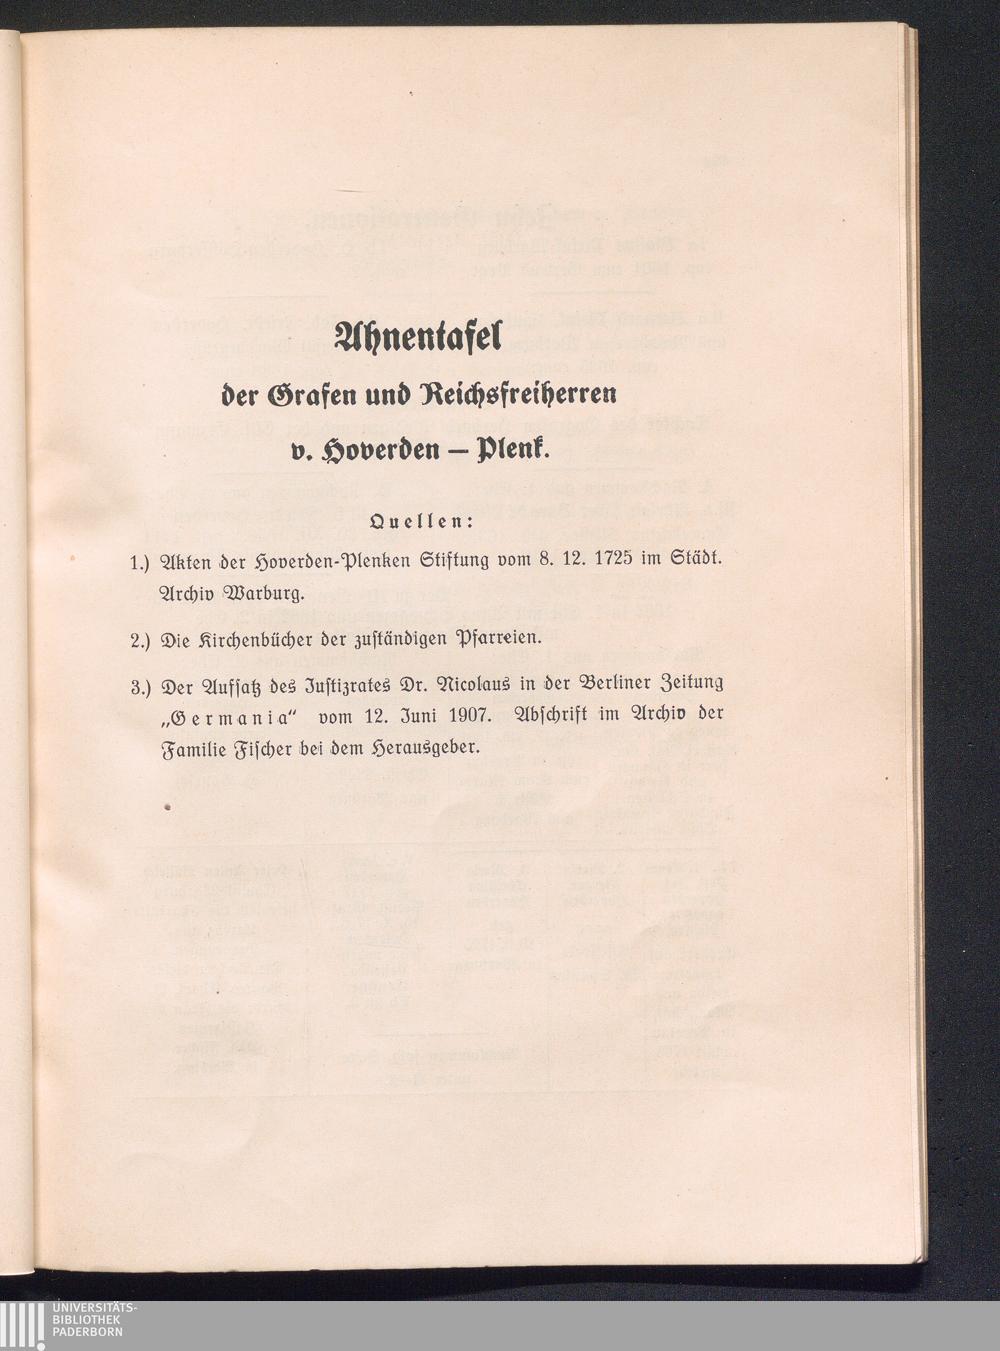 Ahnentafel
der Grafen und Reichsfreiherren
v. Hoverden — Plenk.
Quellen:
1.) Akten der Hoverden-Plenken Stiftung vom 8. 12. 1725 im Städt.
Archiv Warburg.
2.) Die Kirchenbücher der zuständigen Pfarreien.
3.) Der Aufsatz des Justizrates Dr. Nicolaus in der Berliner Zeitung
„Germania“ vom 12. Juni 1907. Abschrift im Archiv der
Familie Fischer bei dem Herausgeber.
UNIVERSITÄTS-
BIBLIOTHEK
PADERBORN